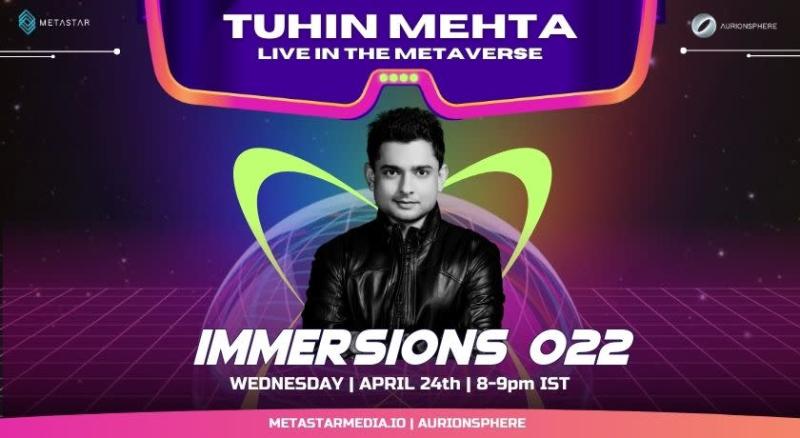 METASTAR
TUHIN MEHTA
AURIONSPHERE
LIVE IN THE METAVERSE
IMMERSIONS 022
WEDNESDAY | APRIL 24th | 8-9pm IST
METASTARMEDIA.IO | AURIONSPHERE